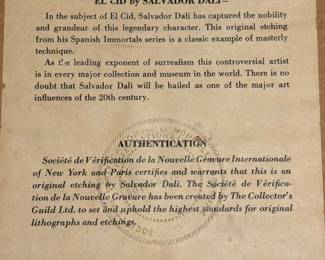 EL CID by SALVADOR DALI—
In the subject of El Cid, Salvador Dali has captured the nobility
and grandeur of this legendary character. This original etching
from his Spanish Immortals series is a classic example of masterly
technique.
As the leading exponent of surrealism this controversial artist
is in every major collection and museum in the world. There is no
doubt that Salvador Dali will be hailed as one of the major art
influences of the 20th century.
AUTHENTICATION
Société de Vérification de la Nouvelle Gravure Internationale
of New York and Paris certifies and warrants that this is an
original etching by Salvador Dali. The Société de Vérifica-
tion de la Nouvelle Gravure has been created by The Collector's
Guild Ltd. to set and uphold the highest standards for original
lithographs and etchings.